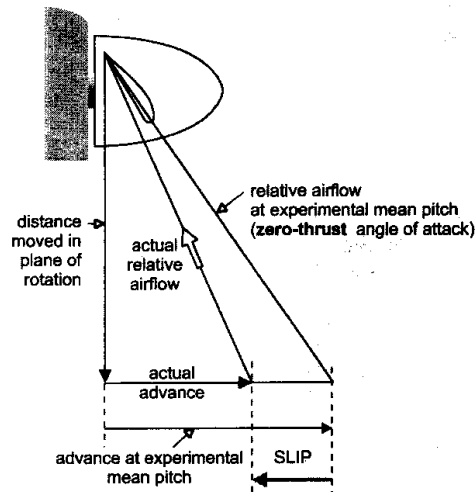 relative airflow
at experimental mean pitch
(zero-thrust angle of attack)
distance
moved in
plane of
rotation
actual
relative
airflow
actual
advance
advance at experimental
mean pitch
SLIP